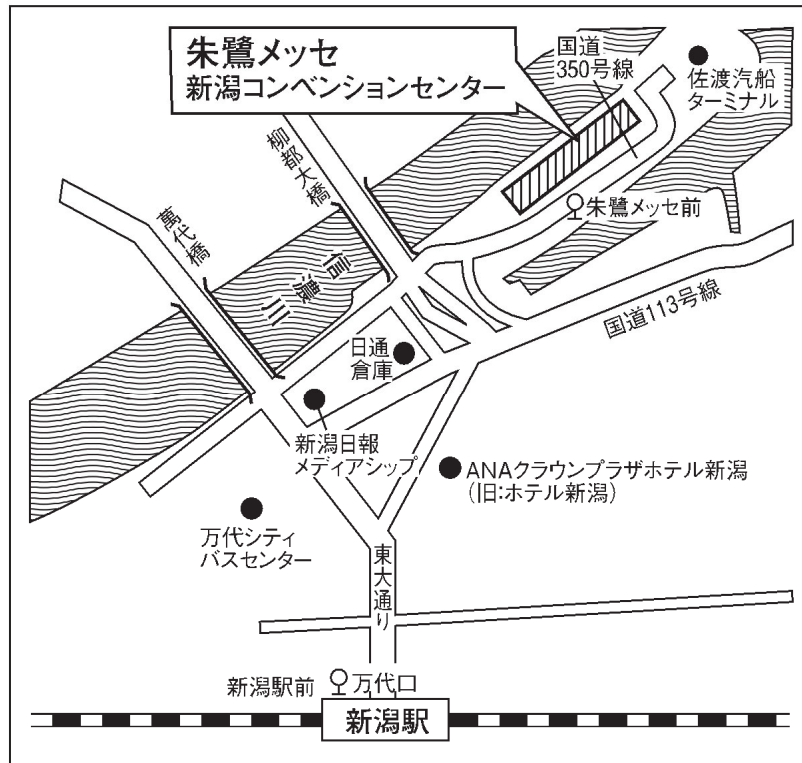 朱鷺メッセ
新潟コンベンションセンター
国道
350号線
佐渡汽船
ターミナル
柳都大橋
萬代橋
朱鷺メッセ前
信濃川
国道113号線
日通
倉庫
新潟日報
メディアシップ
ANAクラウンプラザホテル新潟
(旧:ホテル新潟)
万代シティ
バスセンター
東大通り
新潟駅前
万代口
新潟駅